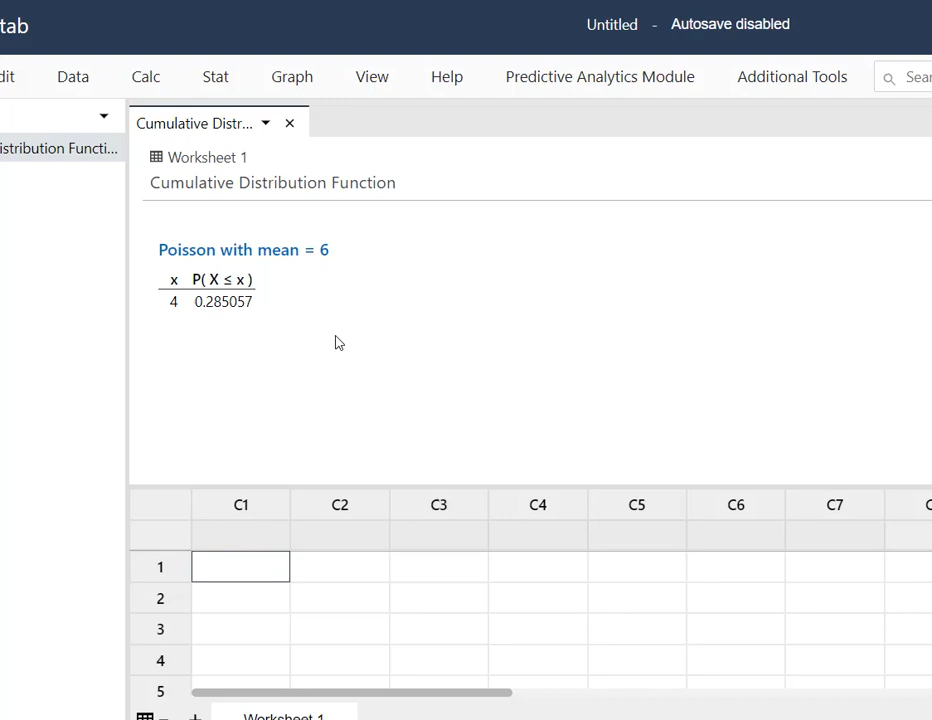 tab Untitled - Autosave disabled
dit Data Calc Stat Graph View Help Predictive Analytics Module Additional Tools Sear
Cumulative Distr...
istribution Functi...
Worksheet 1
Cumulative Distribution Function
Poisson with mean = 6
x P( X ≤ x )
4 0.285057
C1 C2 C3 C4 C5 C6 C7 C
1
2
3
4
5
Worksheet 1